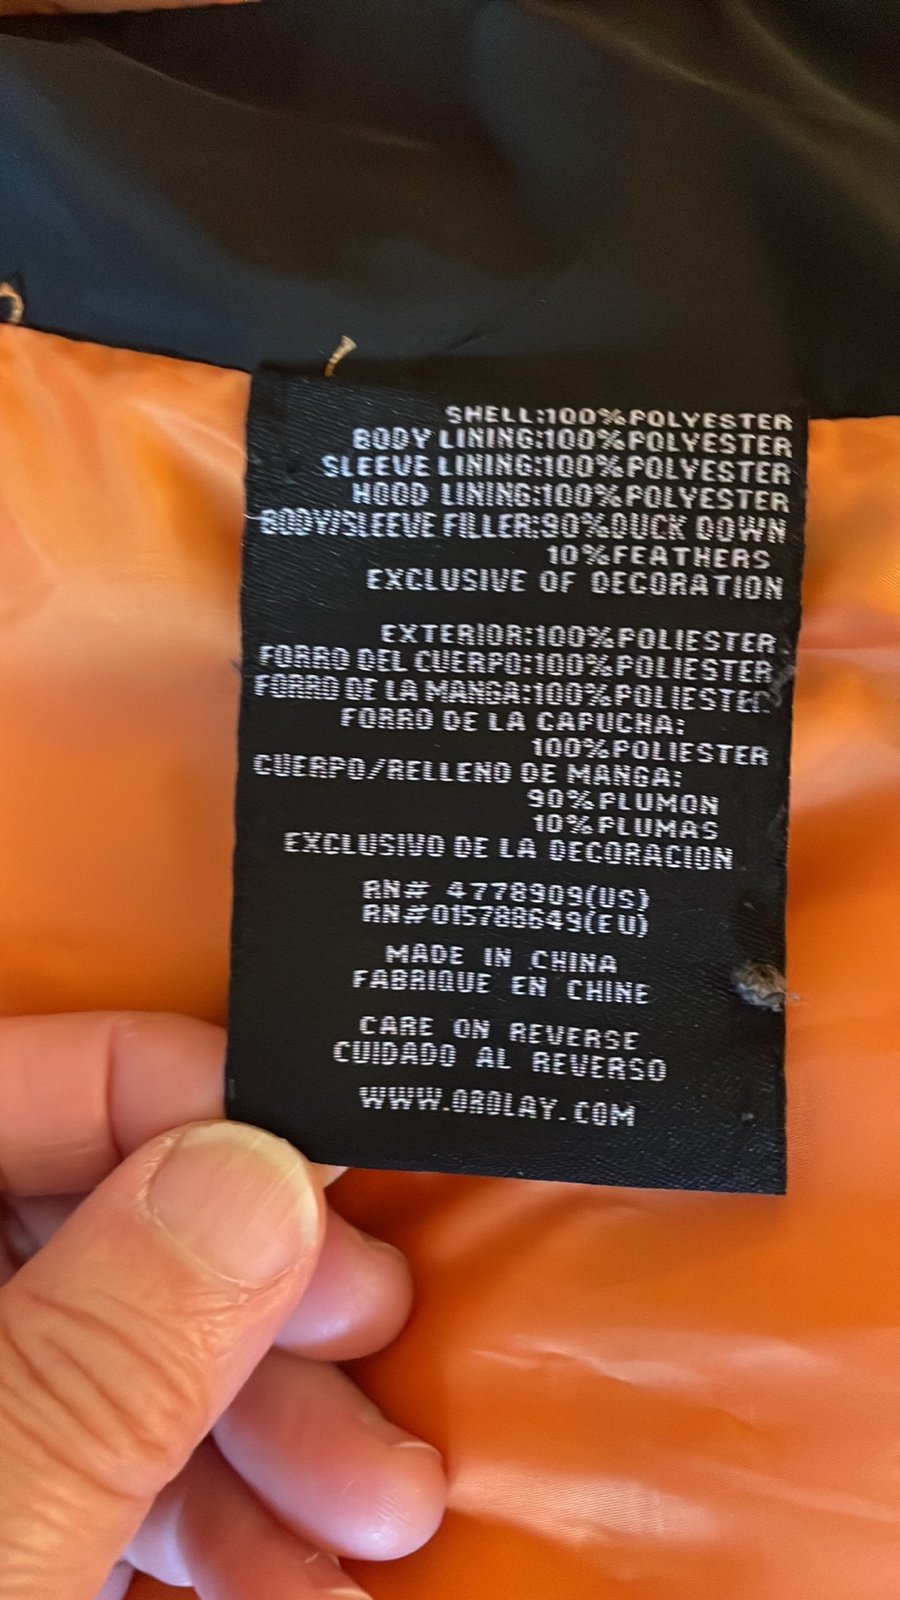 SHELL:100%POLYESTER
BODY LINING:100%POLYESTER
SLEEVE LINING:100%POLYESTER
HOOD LINING:100%POLYESTER
BODY/SLEEVE FILLER:90%DUCK DOWN
10%FEATHERS
EXCLUSIVE OF DECORATION
EXTERIOR:100%POLIESTER
FORRO DEL CUERPO:100%POLIESTER
FORRO DE LA MANGA:100%POLIESTER
FORRO DE LA CAPUCHA:
100%POLIESTER
CUERPO/RELLENO DE MANGA:
90%PLUMON
10%PLUMAS
EXCLUSIVO DE LA DECORACION
RN# 4778909(US)
RN#015788649(EU)
MADE IN CHINA
FABRIQUE EN CHINE
CARE ON REVERSE
CUIDADO AL REVERSO
WWW.OROLAY.COM